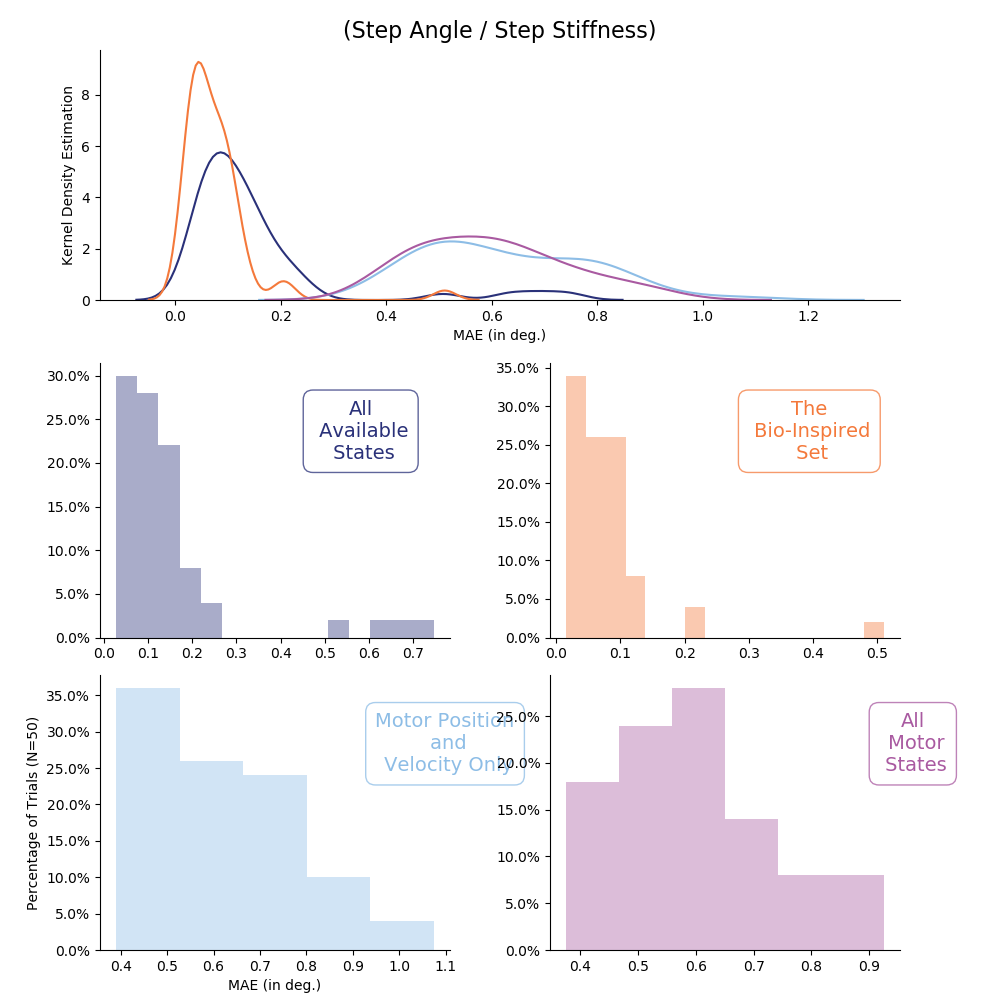 (Step Angle / Step Stiffness)
Kernel Density Estimation
8
6
4
2
0
0.0 0.2 0.4 0.6 0.8 1.0 1.2
MAE (in deg.)
30.0%
25.0%
20.0%
15.0%
10.0%
5.0%
0.0%
0.0 0.1 0.2 0.3 0.4 0.5 0.6 0.7
All
Available
States
35.0%
30.0%
25.0%
20.0%
15.0%
10.0%
5.0%
0.0%
0.0 0.1 0.2 0.3 0.4 0.5
The
Bio-Inspired
Set
Percentage of Trials (N=50)
35.0%
30.0%
25.0%
20.0%
15.0%
10.0%
5.0%
0.0%
0.4 0.5 0.6 0.7 0.8 0.9 1.0 1.1
MAE (in deg.)
Motor Position
and
Velocity Only
25.0%
20.0%
15.0%
10.0%
5.0%
0.0%
0.4 0.5 0.6 0.7 0.8 0.9
All
Motor
States